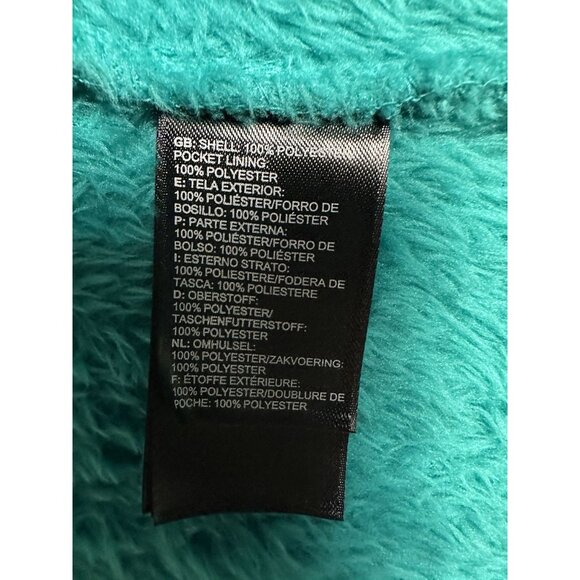 GB: SHELL: 100% POLYESTER
POCKET LINING:
100% POLYESTER
E: TELA EXTERIOR:
100% POLIÉSTER/FORRO DE
BOSILLO: 100% POLIÉSTER
P: PARTE EXTERNA:
100% POLIÉSTER/FORRO DE
BOLSO: 100% POLIÉSTER
I: ESTERNO STRATO:
100% POLIESTERE/FODERA DE
TASCA: 100% POLIESTERE
D: OBERSTOFF:
100% POLYESTER/
TASCHENFUTTERSTOFF:
100% POLYESTER
NL: OMHULSEL:
100% POLYESTER/ZAKVOERING:
100% POLYESTER
F: ÉTOFFE EXTÉRIEURE:
100% POLYESTER/DOUBLURE DE
POCHE: 100% POLYESTER